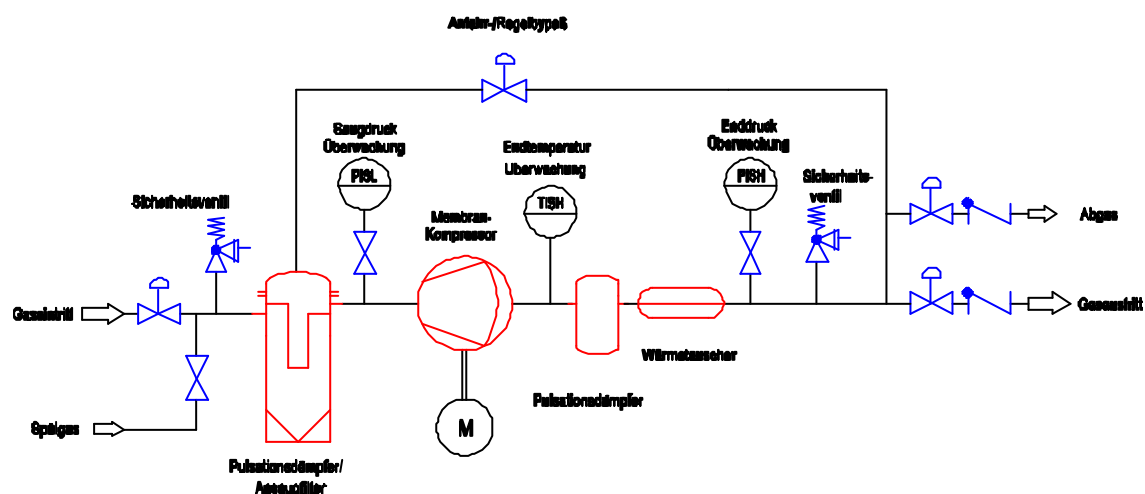 Anfahr-/Regelbypaß
Saugdruck
Überwachung
PISL
Endtemperatur
Überwachung
TISH
Enddruck
Überwachung
PISH
Sicherheits-
ventil
Sicherheitsventil
Membran-
Kompressor
Abgas
Gaseintritt
Gasaustritt
Wärmetauscher
Pulsationsdämpfer
M
Spülgas
Pulsationsdämpfer/
Ansaugfilter